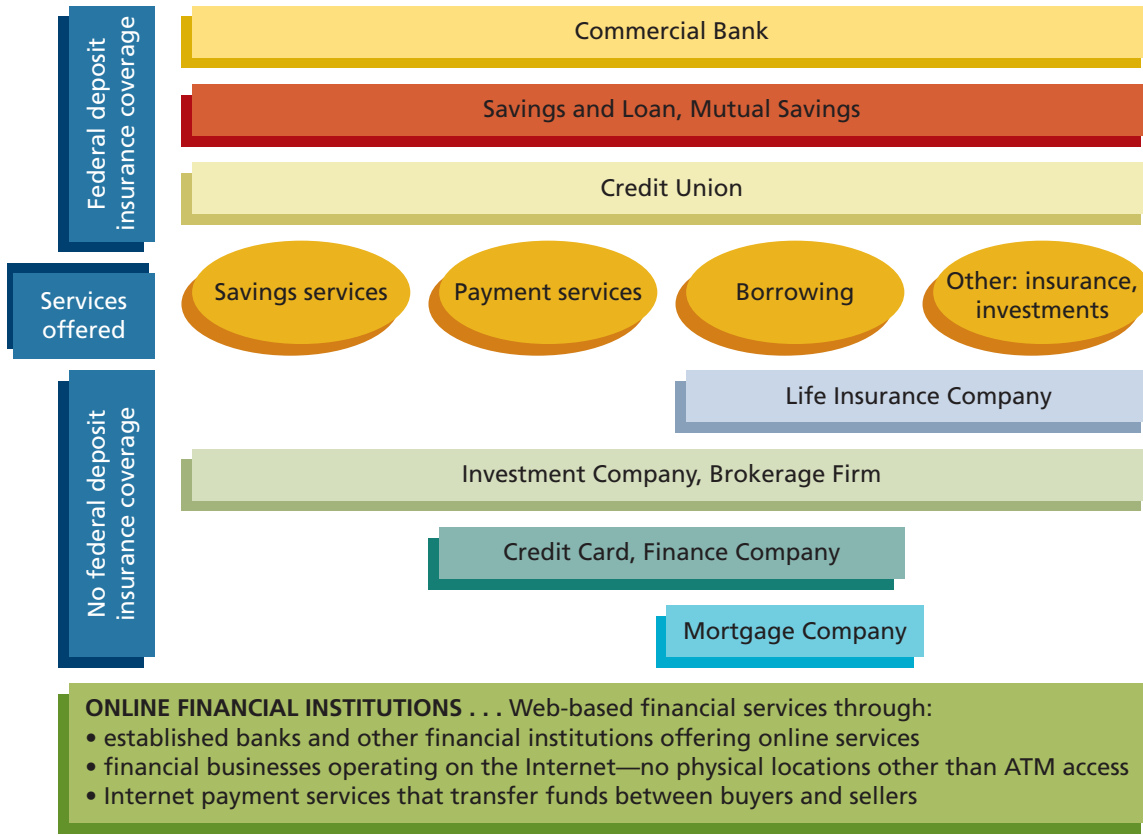 Federal deposit
insurance coverage
Commercial Bank
Savings and Loan, Mutual Savings
Credit Union
Services
offered
Savings services
Payment services
Borrowing
Other: insurance,
investments
No federal deposit
insurance coverage
Life Insurance Company
Investment Company, Brokerage Firm
Credit Card, Finance Company
Mortgage Company
ONLINE FINANCIAL INSTITUTIONS . . . Web-based financial services through:
• established banks and other financial institutions offering online services
• financial businesses operating on the Internet—no physical locations other than ATM access
• Internet payment services that transfer funds between buyers and sellers